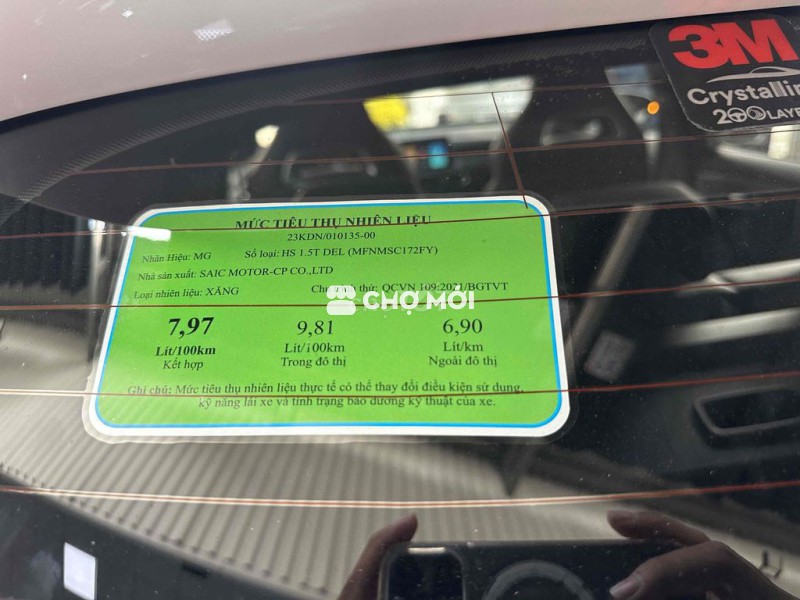 3M
Crystallin
200 LAYE
MỨC TIÊU THỤ NHIÊN LIỆU
23KDN/010135-00
Nhãn Hiệu: MG Số loại: HS 1.5T DEL (MFNMSC172FY)
Nhà sản xuất: SAIC MOTOR-CP CO.,LTD
Loại nhiên liệu: XĂNG thử: QCVN 109:2021/BGTVT
CHỢ MỚI
7,97 9,81 6,90
Lít/100km Lít/100km Lít/km
Kết hợp Trong đô thị Ngoài đô thị
Ghi chú: Mức tiêu thụ nhiên liệu thực tế có thể thay đổi điều kiện sử dụng,
kỹ năng lái xe và tình trạng bảo dưỡng kỹ thuật của xe.